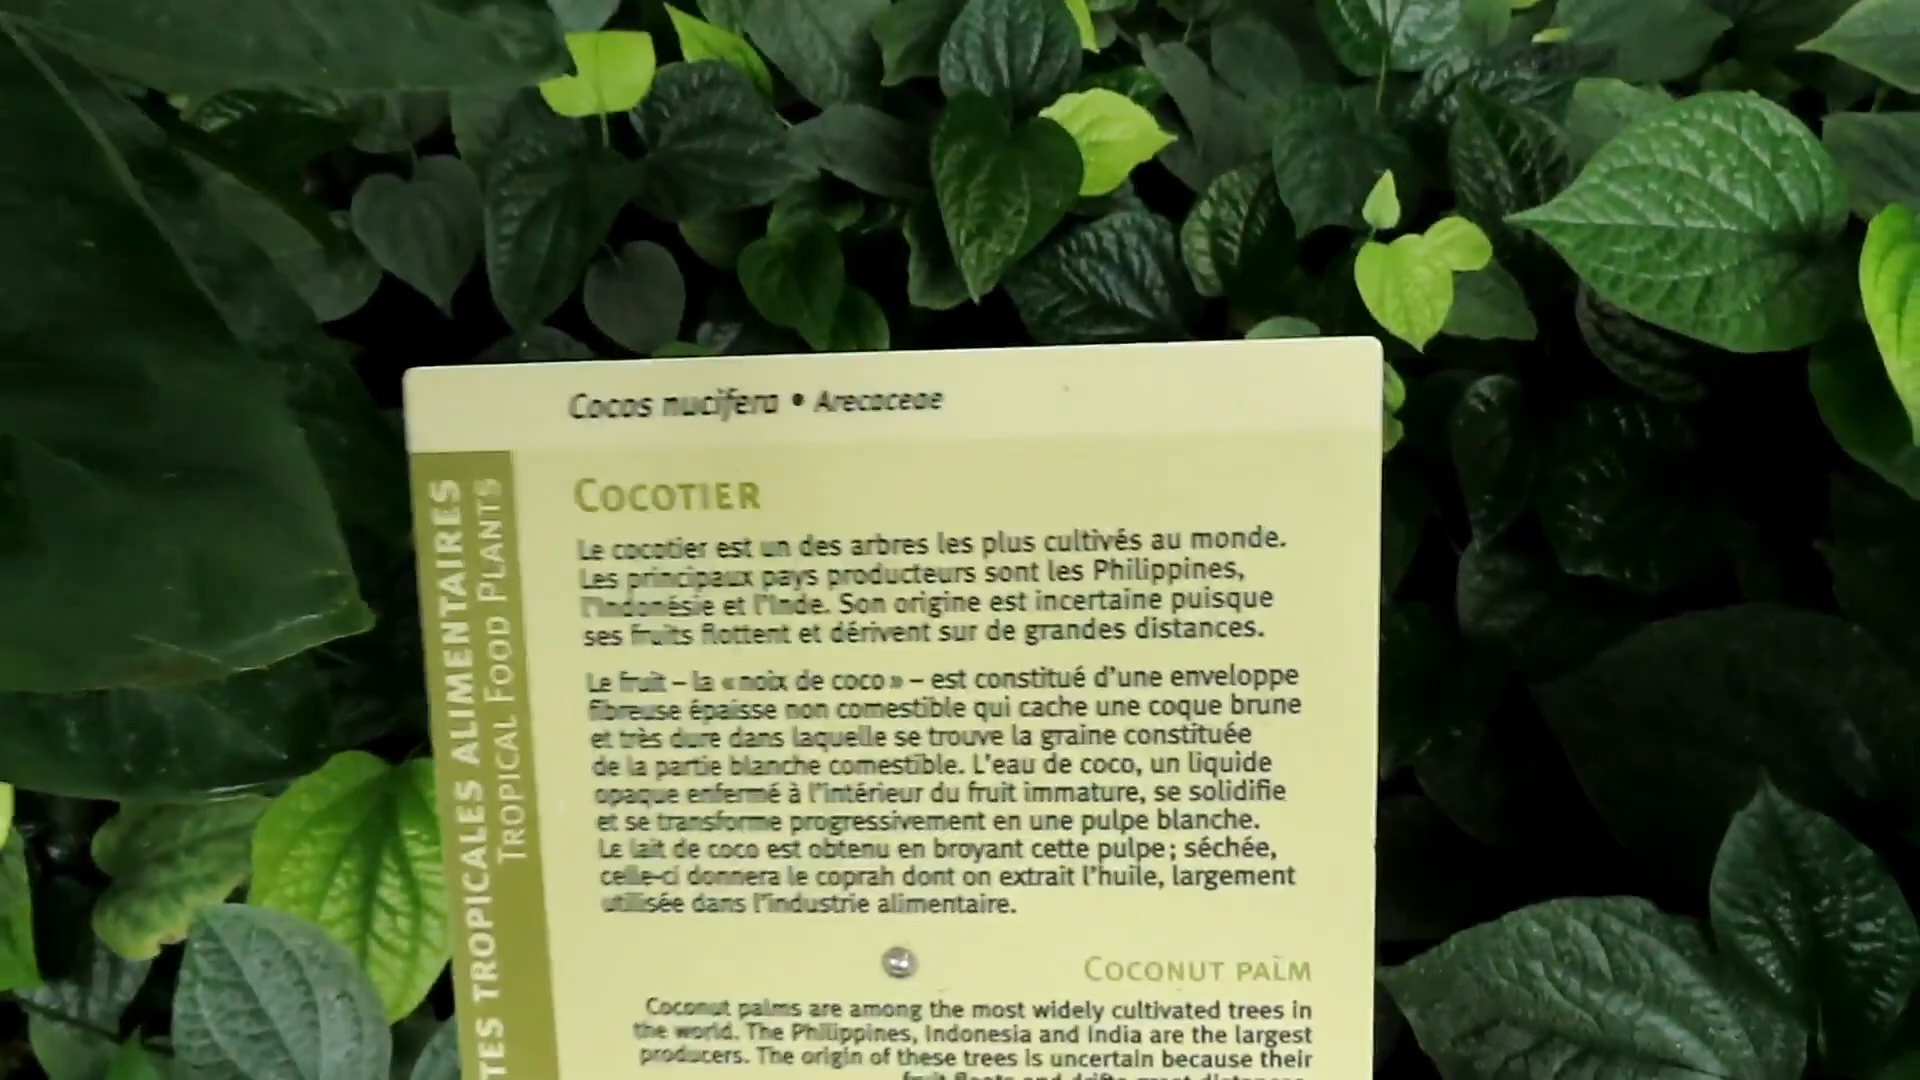 Cocos nucifera • Arecaceae
TES TROPICALES ALIMENTAIRES
TROPICAL FOOD PLANTS
COCOTIER
Le cocotier est un des arbres les plus cultivés au monde.
Les principaux pays producteurs sont les Philippines,
l'Indonésie et l'Inde. Son origine est incertaine puisque
ses fruits flottent et dérivent sur de grandes distances.
Le fruit – la « noix de coco » – est constitué d'une enveloppe
fibreuse épaisse non comestible qui cache une coque brune
et très dure dans laquelle se trouve la graine constituée
de la partie blanche comestible. L'eau de coco, un liquide
opaque enfermé à l'intérieur du fruit immature, se solidifie
et se transforme progressivement en une pulpe blanche.
Le lait de coco est obtenu en broyant cette pulpe ; séchée,
celle-ci donnera le coprah dont on extrait l'huile, largement
utilisée dans l'industrie alimentaire.
COCONUT PALM
Coconut palms are among the most widely cultivated trees in
the world. The Philippines, Indonesia and India are the largest
producers. The origin of these trees is uncertain because their